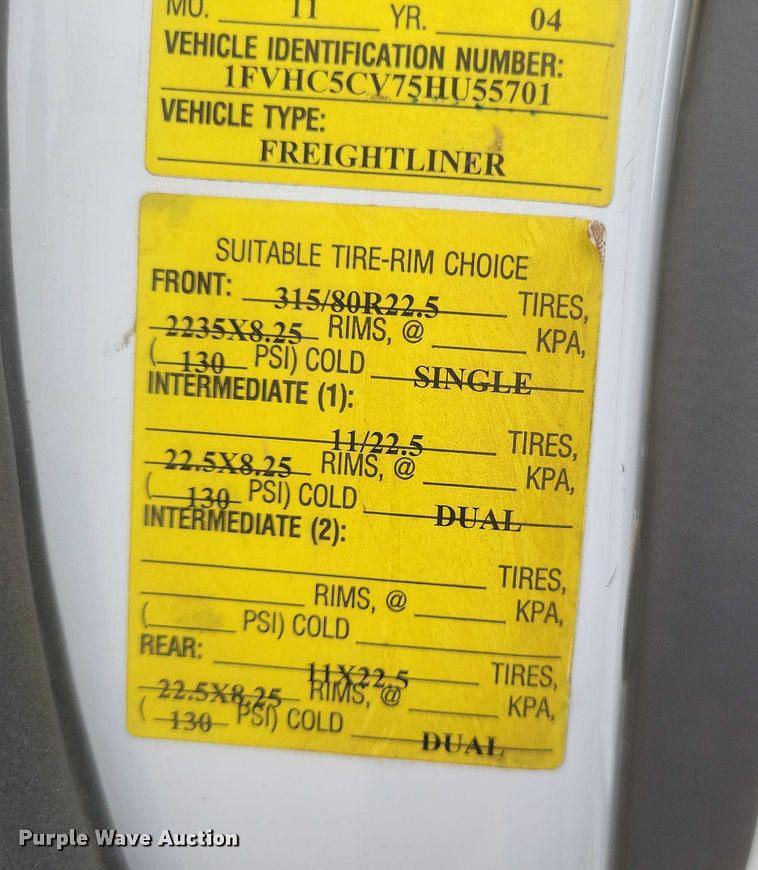 MO. 11 YR. 04
VEHICLE IDENTIFICATION NUMBER:
1FVHC5CV75HU55701
VEHICLE TYPE:
FREIGHTLINER
SUITABLE TIRE-RIM CHOICE
FRONT: 315/80R22.5 TIRES,
2235X8.25 RIMS, @ KPA,
( 130 PSI) COLD SINGLE
INTERMEDIATE (1):
11/22.5 TIRES,
22.5X8.25 RIMS, @ KPA,
( 130 PSI) COLD DUAL
INTERMEDIATE (2):
TIRES,
RIMS, @ KPA,
( PSI) COLD
REAR: 11X22.5 TIRES,
22.5X8.25 RIMS, @ KPA,
( 130 PSI) COLD DUAL
Purple Wave Auction